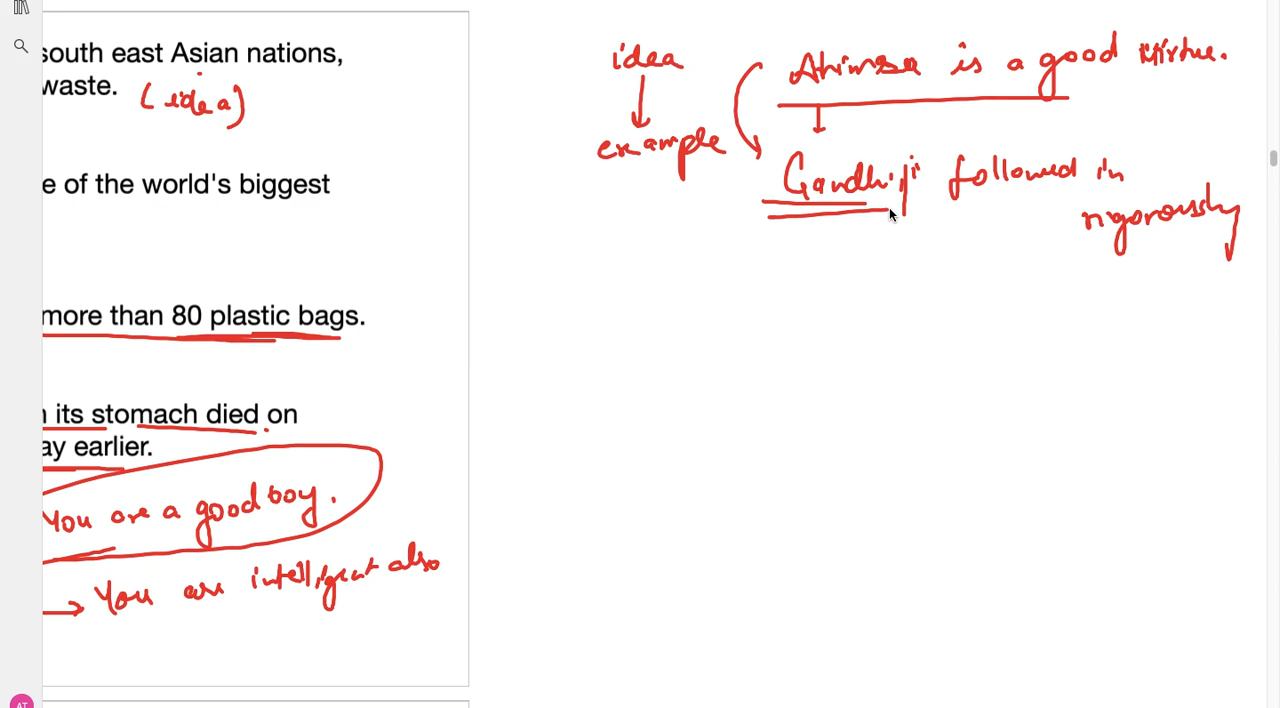 south east Asian nations,
waste. (idea)
e of the world's biggest
more than 80 plastic bags.
n its stomach died on
ay earlier.
You are a good boy.
You are intelligent also
idea
example
Ahimsa is a good virtue.
Gandhiji followed in
rigorously
AT